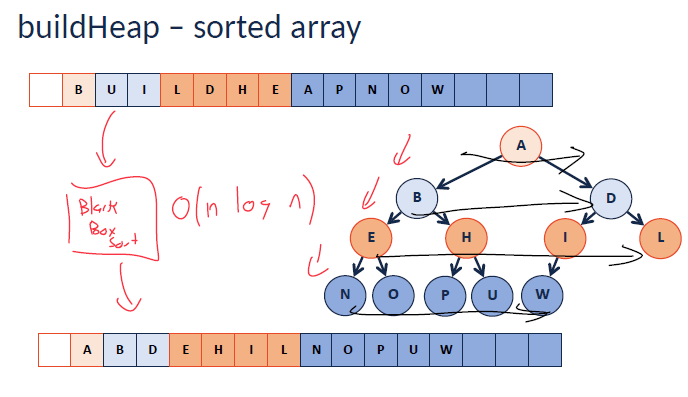 buildHeap – sorted array
B U I L D H E A P N O W
A
Black Box Sort
O(n log n)
B D
E H I L
N O P U W
A B D E H I L N O P U W